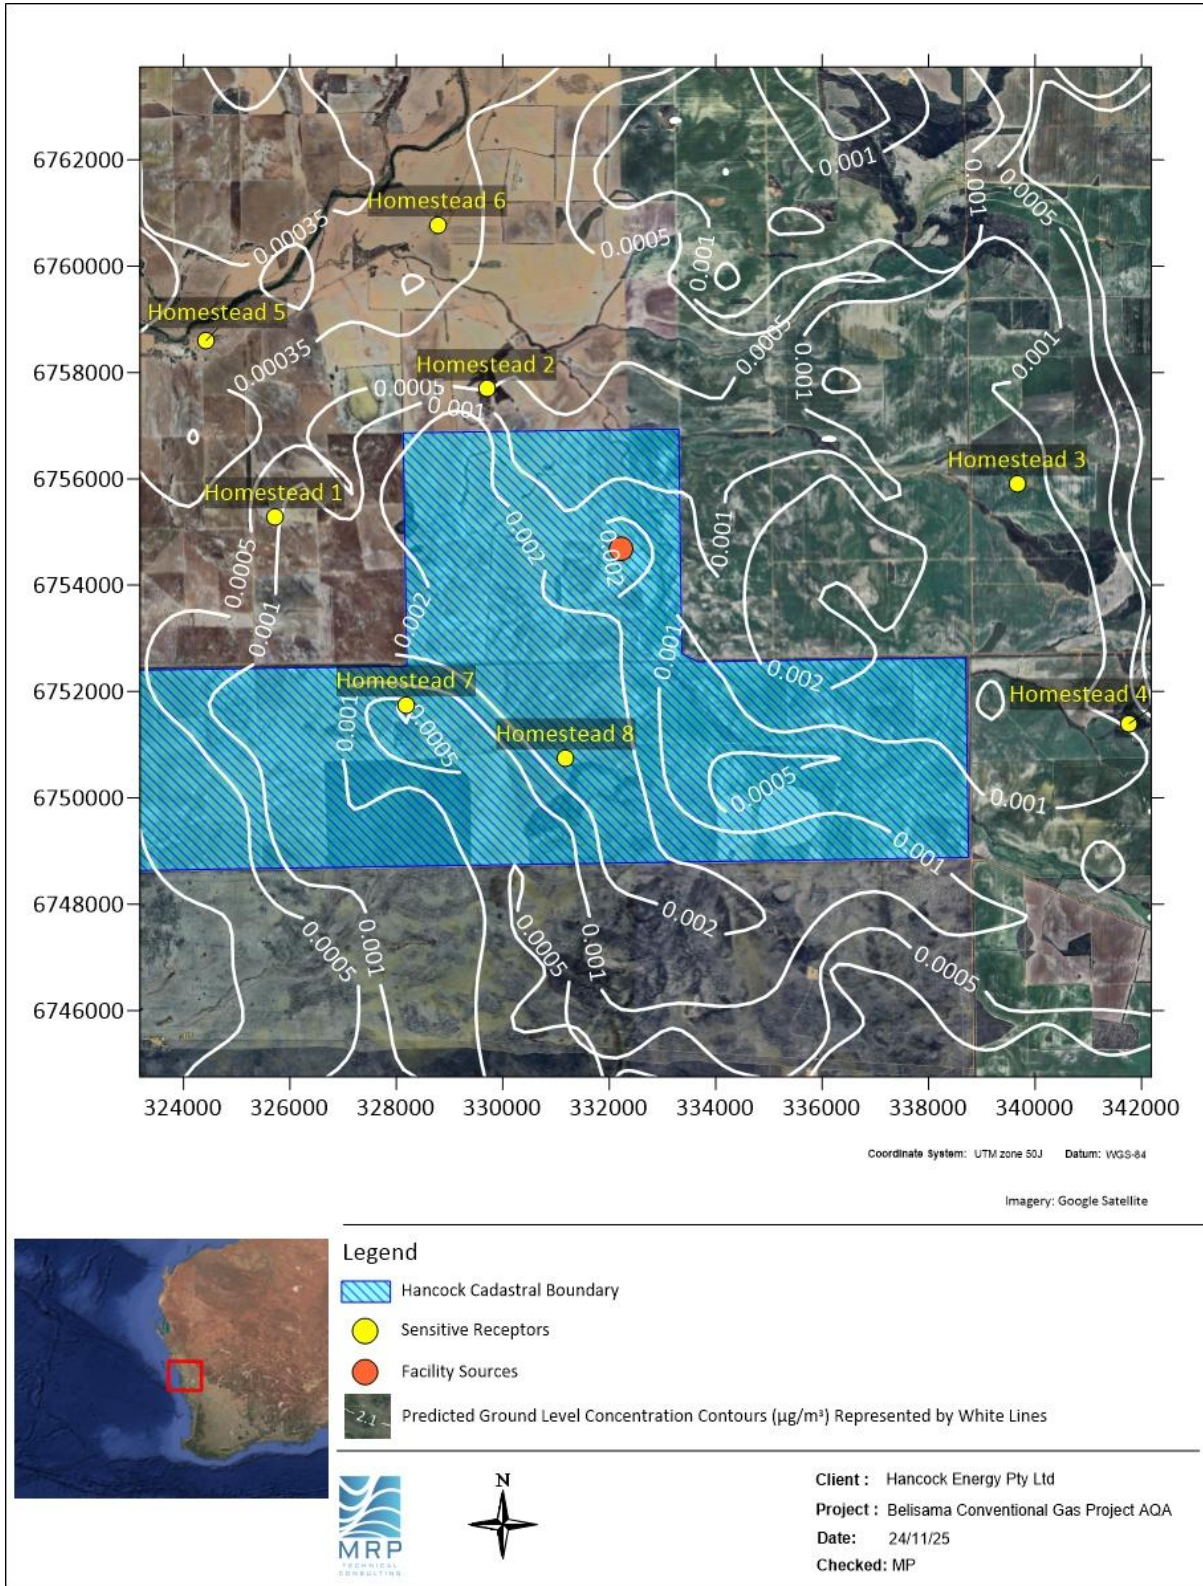 6762000
6760000
6758000
6756000
6754000
6752000
6750000
6748000
6746000
324000
326000
328000
330000
332000
334000
336000
338000
340000
342000
Homestead 6
Homestead 5
Homestead 2
Homestead 3
Homestead 1
Homestead 7
Homestead 4
Homestead 8
0.001
0.001
0.0005
0.00035
0.0005
0.001
0.00035
0.0005
0.001
0.001
0.0005
0.001
0.002
0.002
0.001
0.0005
0.001
0.002
0.001
0.002
0.001
0.0005
0.0005
0.001
0.001
0.002
0.0005
0.001
0.0005
0.001
0.0005
Coordinate System: UTM zone 50J Datum: WGS-84
Imagery: Google Satellite
Legend
Hancock Cadastral Boundary
Sensitive Receptors
Facility Sources
2.1
Predicted Ground Level Concentration Contours (µg/m³) Represented by White Lines
MRP
TECHNICAL
CONSULTING
N
Client : Hancock Energy Pty Ltd
Project : Belisama Conventional Gas Project AQA
Date: 24/11/25
Checked: MP